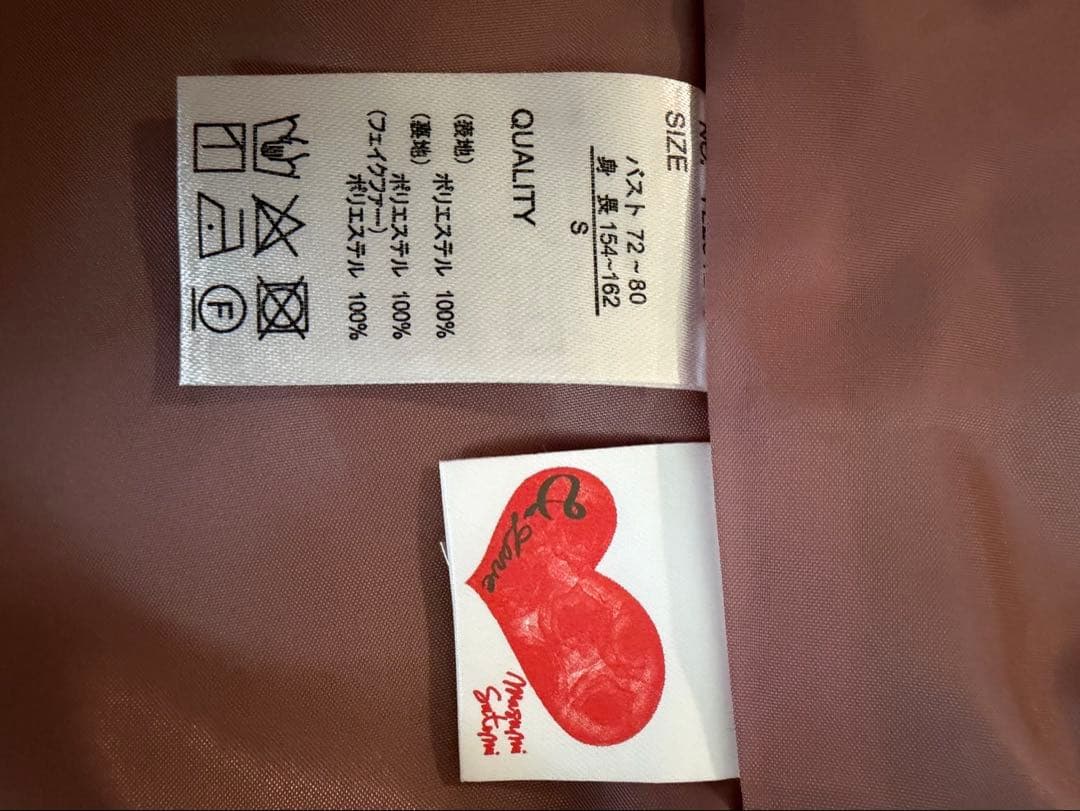 SIZE
バスト 72~80
身 長 154~162
S
QUALITY
(表地)
ポリエステル 100%
(裏地)
ポリエステル 100%
(フェイクファー)
ポリエステル 100%
F
Love
Masumi
Satomi